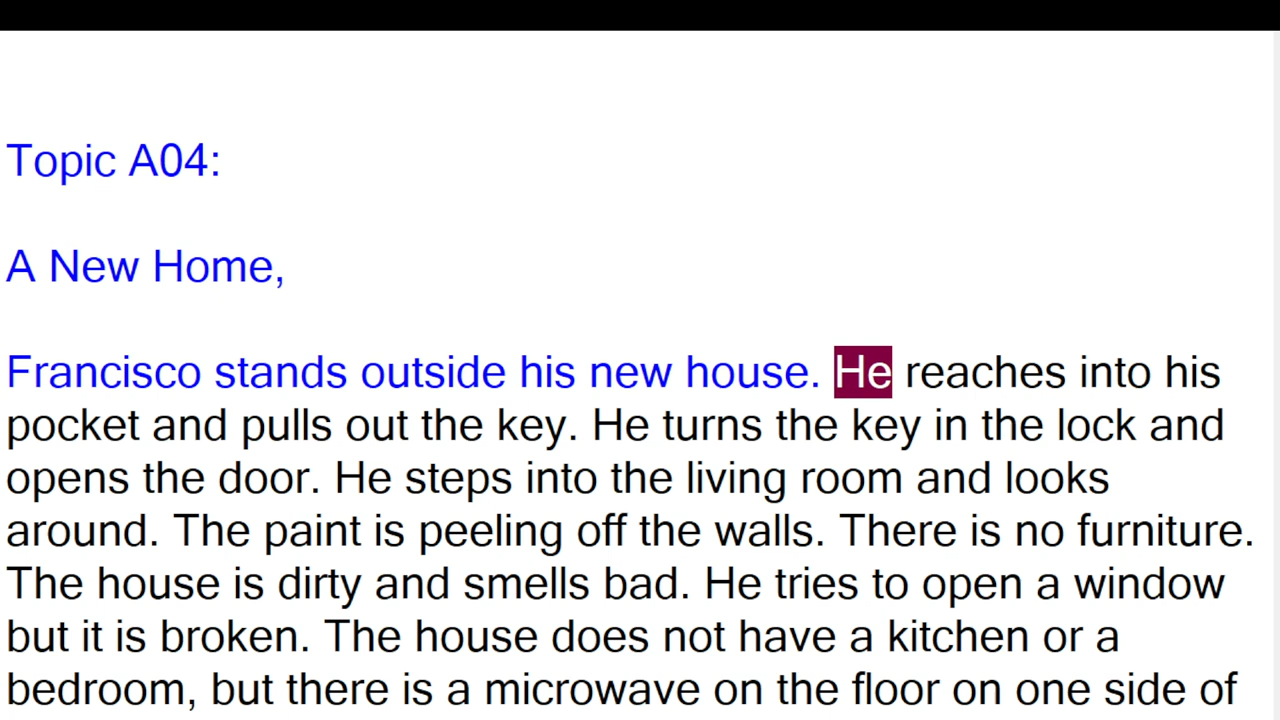 Topic A04:
A New Home,
Francisco stands outside his new house. He reaches into his
pocket and pulls out the key. He turns the key in the lock and
opens the door. He steps into the living room and looks
around. The paint is peeling off the walls. There is no furniture.
The house is dirty and smells bad. He tries to open a window
but it is broken. The house does not have a kitchen or a
bedroom, but there is a microwave on the floor on one side of